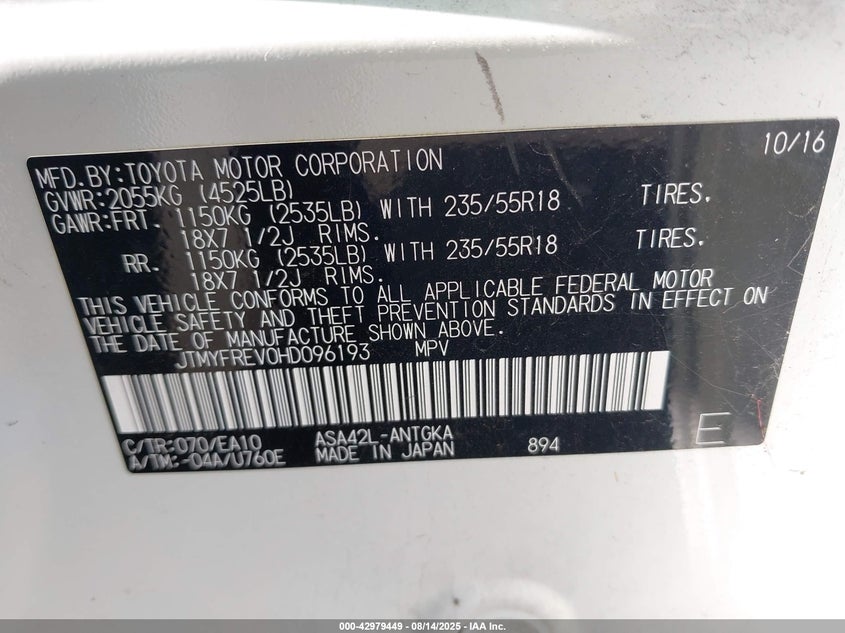 10/16
MFD.BY:TOYOTA MOTOR CORPORATION
GVWR:2055KG (4525LB)
GAWR:FRT. 1150KG (2535LB) WITH 235/55R18 TIRES.
18X7 1/2J RIMS.
RR. 1150KG (2535LB) WITH 235/55R18 TIRES.
18X7 1/2J RIMS.
THIS VEHICLE CONFORMS TO ALL APPLICABLE FEDERAL MOTOR
VEHICLE SAFETY AND THEFT PREVENTION STANDARDS IN EFFECT ON
THE DATE OF MANUFACTURE SHOWN ABOVE.
JTMYFREV0HD096193 MPV
C/TR:070/EA10 ASA42L-ANTGKA 894 E
A/TM:-04A/U760E MADE IN JAPAN
000-42979449 | 08/14/2025 | IAA Inc.